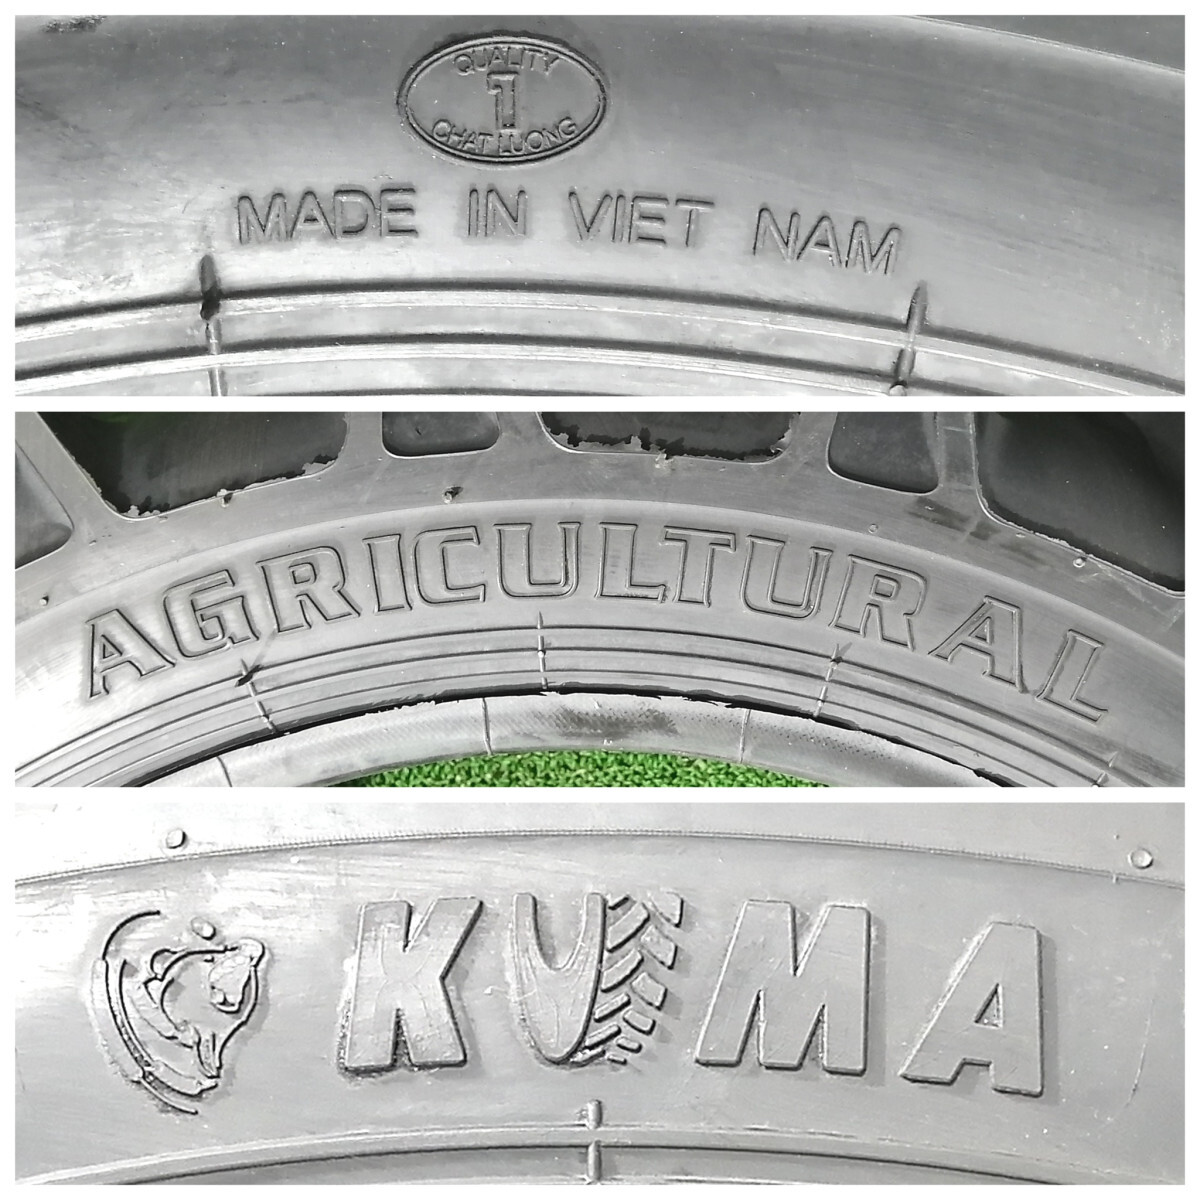 QUALITY
1
CHAT LUONG
MADE IN VIET NAM
AGRICULTURAL
KUMA